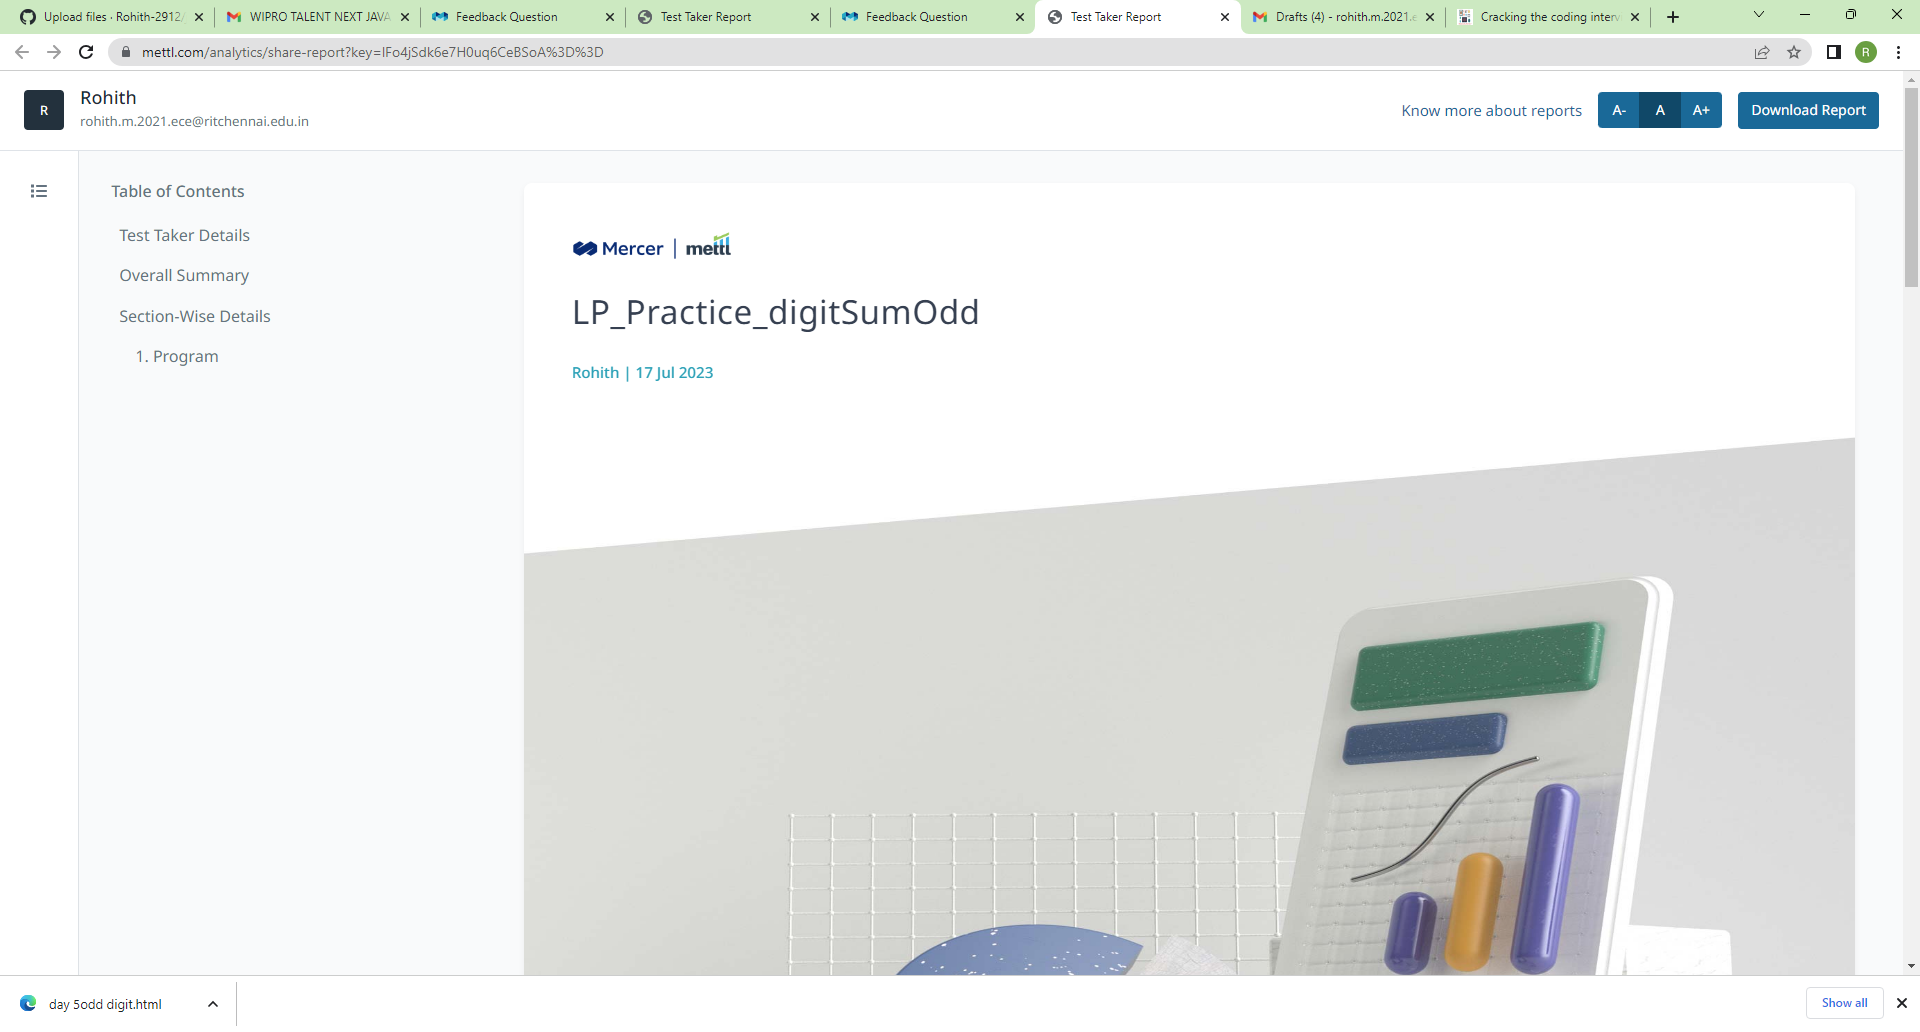 Upload files · Rohith-2912/
WIPRO TALENT NEXT JAVA
Feedback Question
Test Taker Report
Feedback Question
Test Taker Report
Drafts (4) - rohith.m.2021.e
Cracking the coding interv
mettl.com/analytics/share-report?key=IFo4jSdk6e7H0uq6CeBSoA%3D%3D
R
R
Rohith
rohith.m.2021.ece@ritchennai.edu.in
Know more about reports
A-
A
A+
Download Report
Table of Contents
Test Taker Details
Overall Summary
Section-Wise Details
1. Program
Mercer | mettl
LP_Practice_digitSumOdd
Rohith | 17 Jul 2023
day 5odd digit.html
Show all